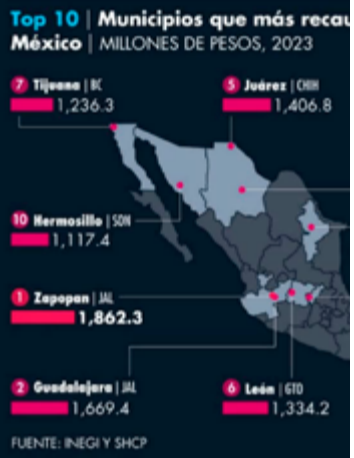 Top 10 | Municipios que más recau
México | MILLONES DE PESOS, 2023
7 Tijuana | BC
1,236.3
5 Juárez | CHIH
1,406.8
10 Hermosillo | SON
1,117.4
1 Zapopan | JAL
1,862.3
2 Guadalajara | JAL
1,669.4
6 León | GTO
1,334.2
FUENTE: INEGI Y SHCP